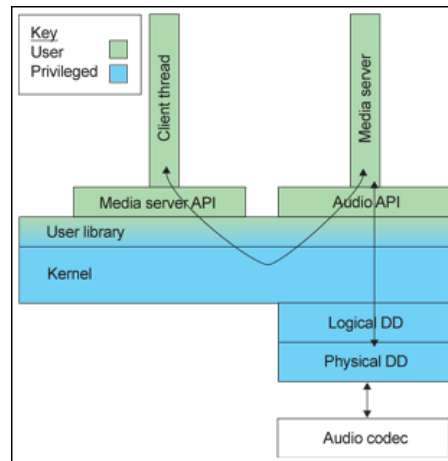 Key
User
Privileged
Client thread
Media server
Media server API
Audio API
User library
Kernel
Logical DD
Physical DD
Audio codec